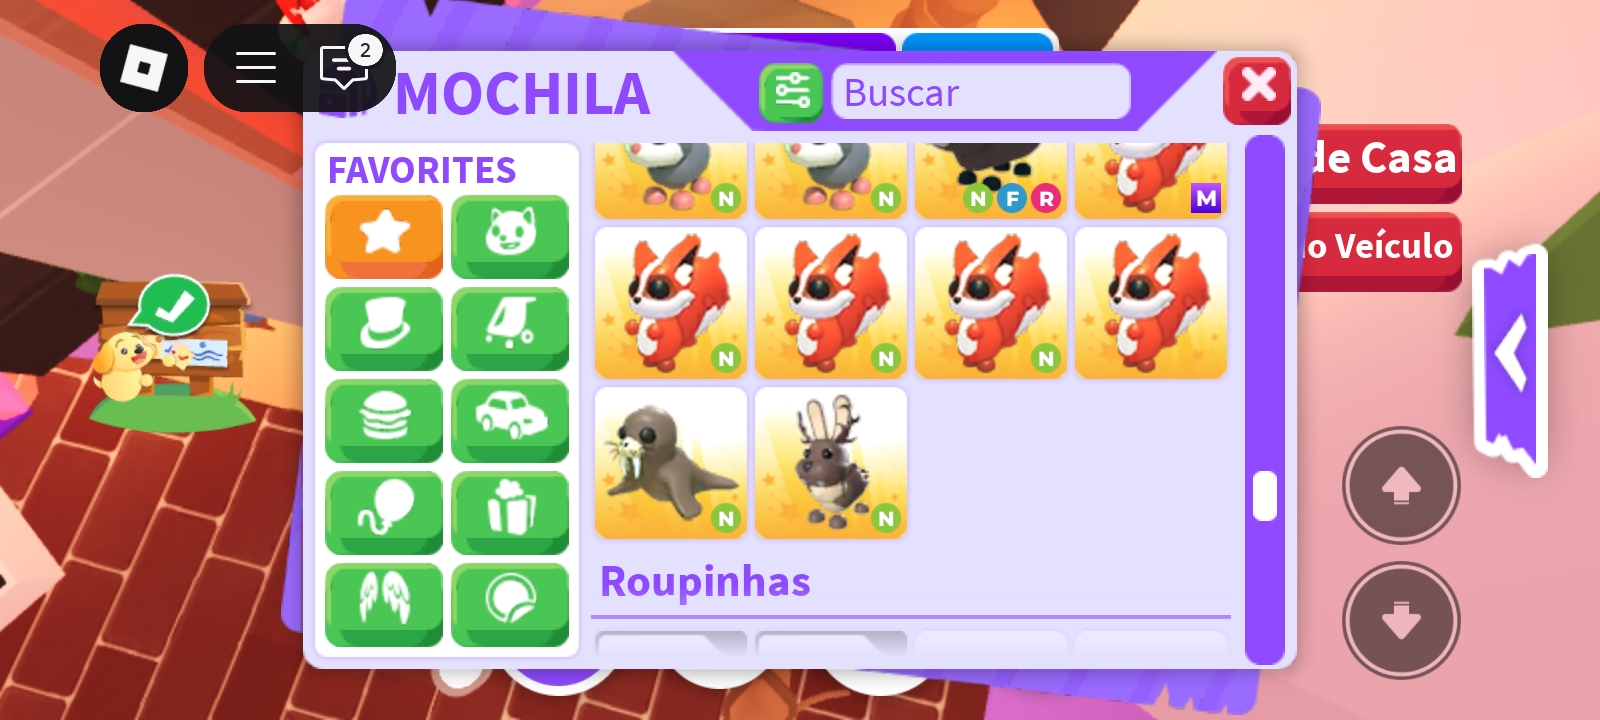 2
MOCHILA
Buscar
FAVORITES
N
N
N F R
M
N
N
N
N
N
Roupinhas
de Casa
o Veículo